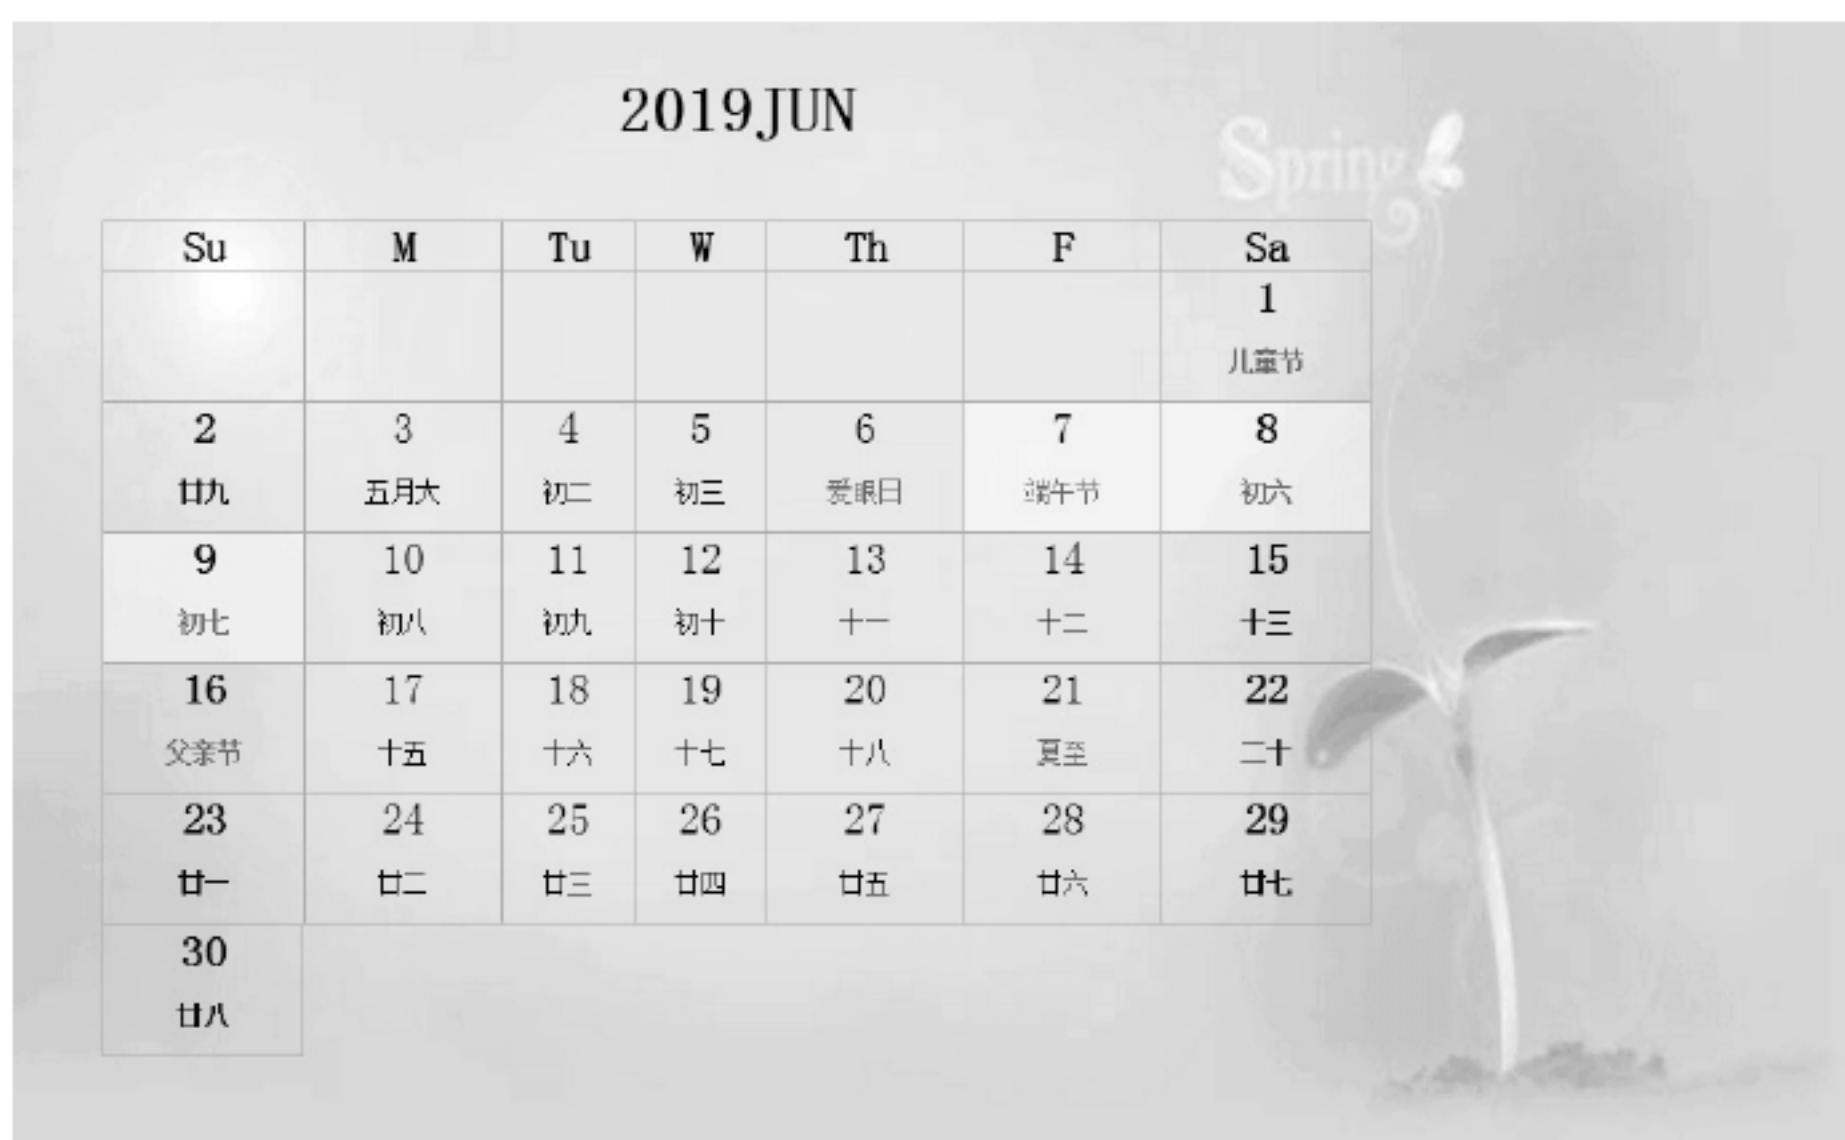 2019JUN
Spring
Su M Tu W Th F Sa
1
儿童节
2 3 4 5 6 7 8
廿九 五月大 初二 初三 爱眼日 端午节 初六
9 10 11 12 13 14 15
初七 初八 初九 初十 十一 十二 十三
16 17 18 19 20 21 22
父亲节 十五 十六 十七 十八 夏至 二十
23 24 25 26 27 28 29
廿一 廿二 廿三 廿四 廿五 廿六 廿七
30
廿八